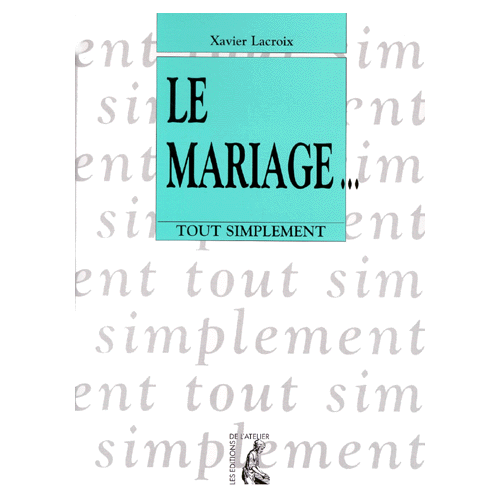 Xavier Lacroix
LE
MARIAGE...
TOUT SIMPLEMENT
ent tout sim
simplement
ent tout sim
simplement
ent tout sim
simplement
ent tout sim
simplement
LES EDITIONS
DE L'ATELIER